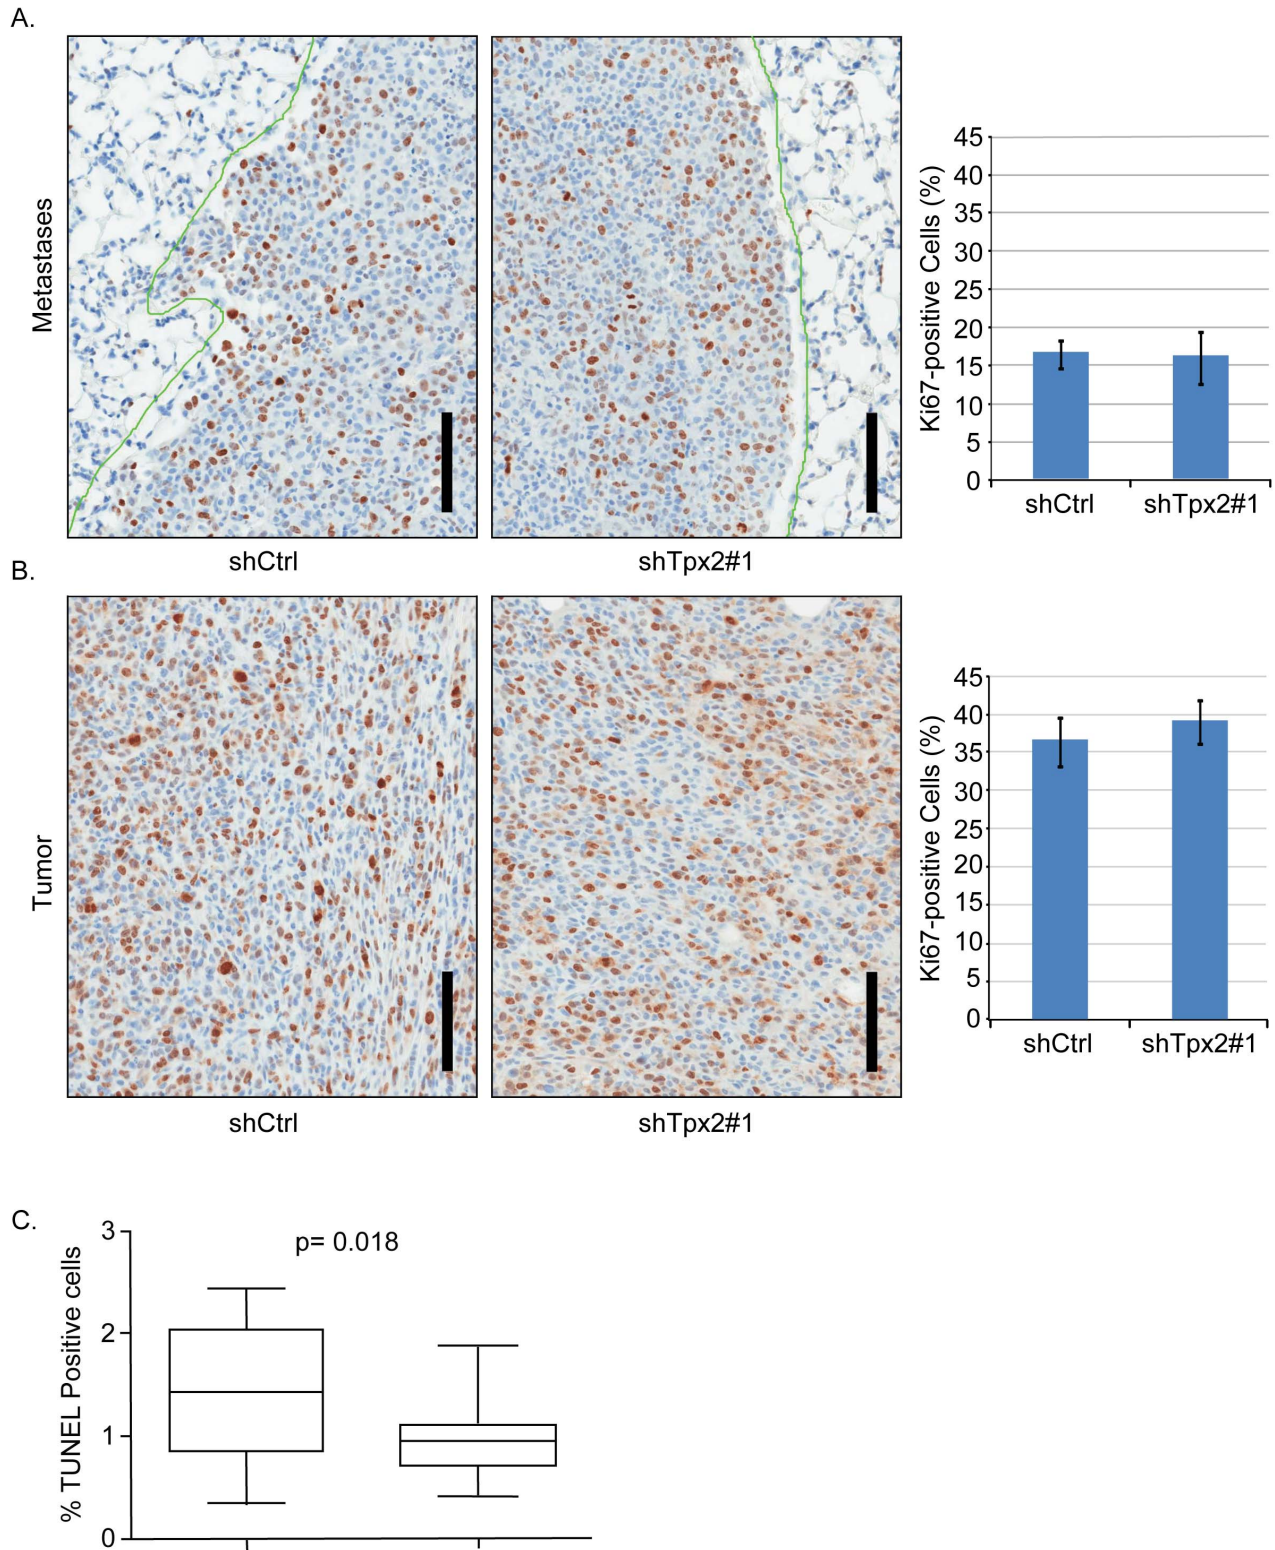 A.
Metastases
shCtrl
shTpx2#1
Ki67-positive Cells (%)
45
40
35
30
25
20
15
10
5
0
shCtrl
shTpx2#1
B.
Tumor
shCtrl
shTpx2#1
Ki67-positive Cells (%)
45
40
35
30
25
20
15
10
5
0
shCtrl
shTpx2#1
C.
% TUNEL Positive cells
3
2
1
0
p= 0.018